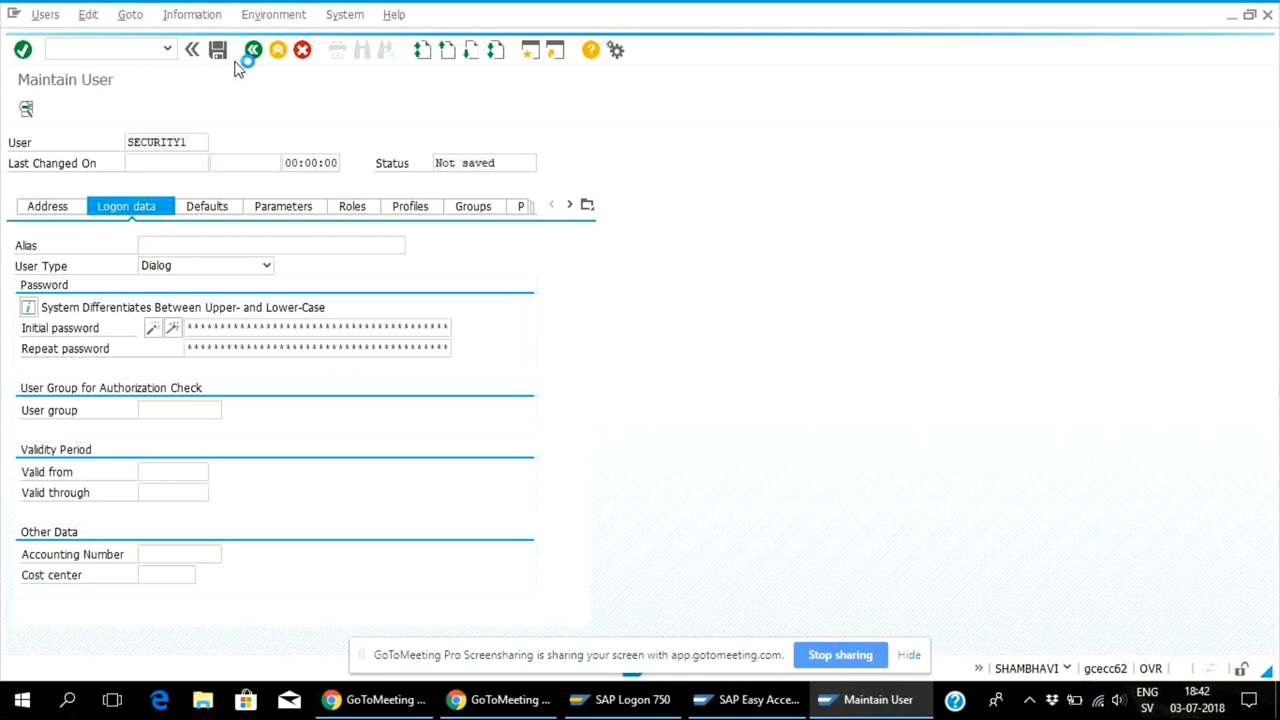 Users Edit Goto Information Environment System Help
Maintain User
User SECURITY1
Last Changed On 00:00:00 Status Not saved
Address Logon data Defaults Parameters Roles Profiles Groups P
Alias
User Type Dialog
Password
i System Differentiates Between Upper- and Lower-Case
Initial password ****************************************
Repeat password ****************************************
User Group for Authorization Check
User group
Validity Period
Valid from
Valid through
Other Data
Accounting Number
Cost center
GoToMeeting Pro Screensharing is sharing your screen with app.gotomeeting.com. Stop sharing Hide
SHAMBHAVI gcecc62 OVR
GoToMeeting ... GoToMeeting ... SAP Logon 750 SAP Easy Acce... Maintain User ENG 18:42
SV 03-07-2018